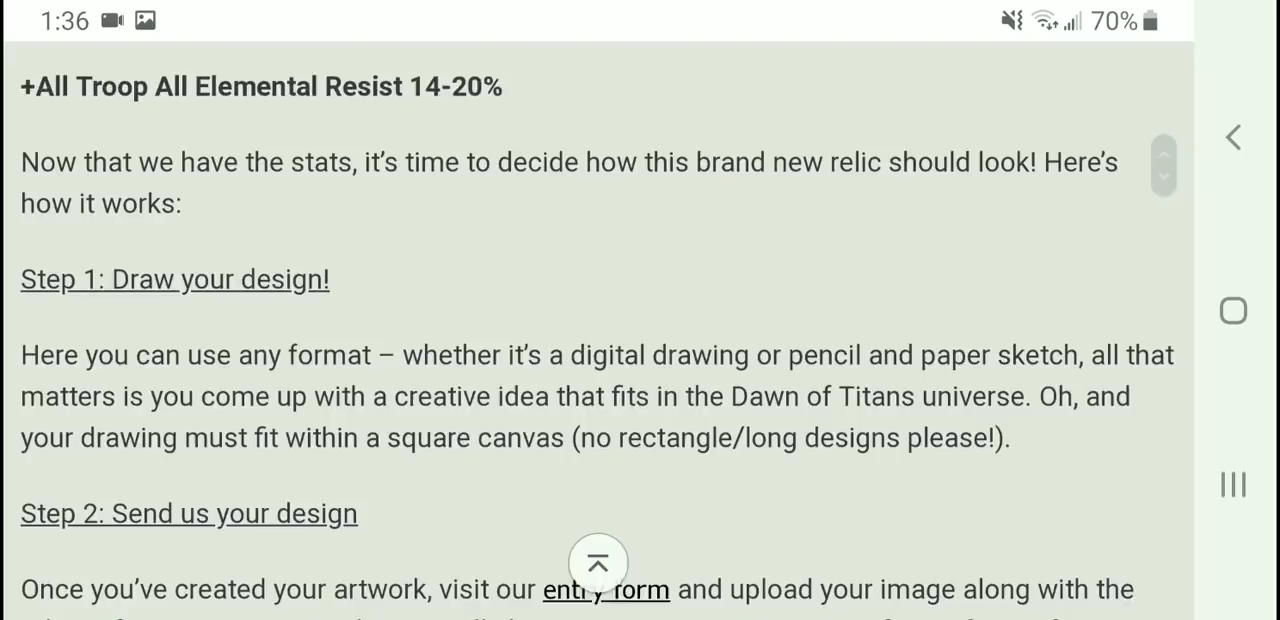 1:36 70%
+All Troop All Elemental Resist 14-20%
Now that we have the stats, it’s time to decide how this brand new relic should look! Here’s
how it works:
Step 1: Draw your design!
Here you can use any format – whether it’s a digital drawing or pencil and paper sketch, all that
matters is you come up with a creative idea that fits in the Dawn of Titans universe. Oh, and
your drawing must fit within a square canvas (no rectangle/long designs please!).
Step 2: Send us your design
Once you’ve created your artwork, visit our entry form and upload your image along with the